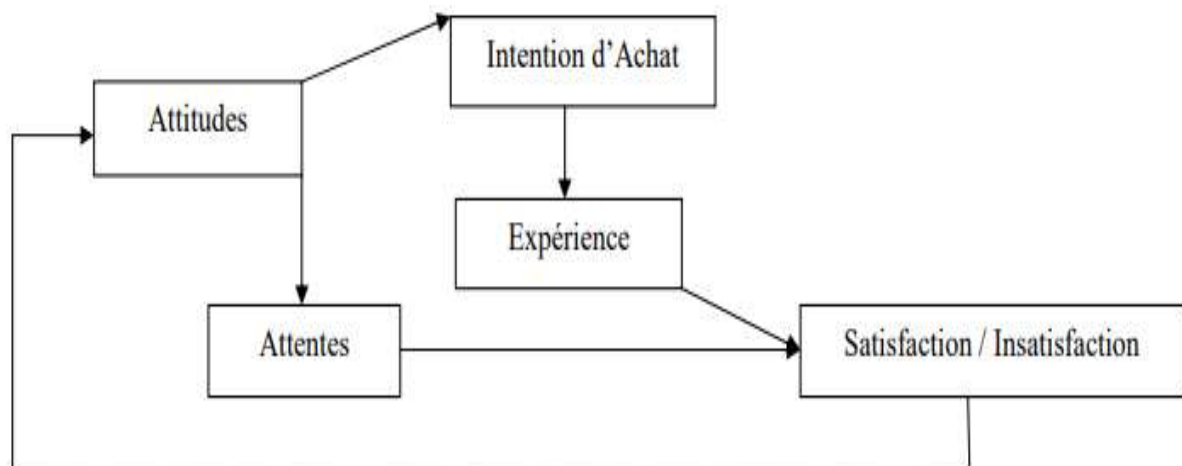 Intention d'Achat
Attitudes
Expérience
Attentes
Satisfaction / Insatisfaction